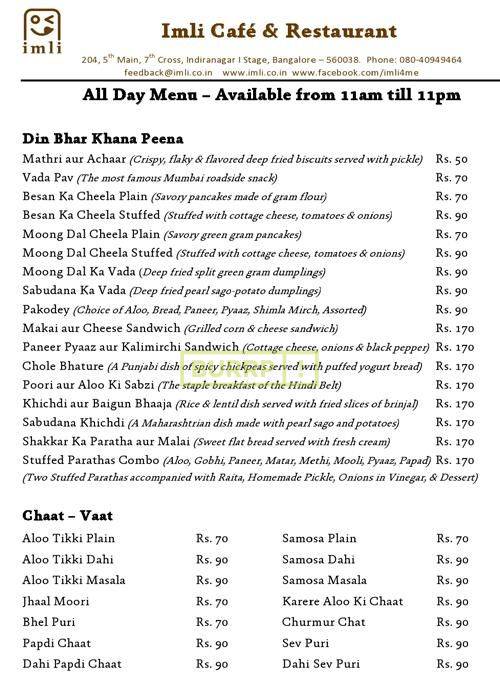 imli
Imli Café & Restaurant
204, 5th Main, 7th Cross, Indiranagar I Stage, Bangalore – 560038. Phone: 080-40949464
feedback@imli.co.in www.imli.co.in www.facebook.com/imli4me
All Day Menu – Available from 11am till 11pm
Din Bhar Khana Peena
Mathri aur Achaar (Crispy, flaky & flavored deep fried biscuits served with pickle) Rs. 50
Vada Pav (The most famous Mumbai roadside snack) Rs. 70
Besan Ka Cheela Plain (Savory pancakes made of gram flour) Rs. 70
Besan Ka Cheela Stuffed (Stuffed with cottage cheese, tomatoes & onions) Rs. 90
Moong Dal Cheela Plain (Savory green gram pancakes) Rs. 70
Moong Dal Cheela Stuffed (Stuffed with cottage cheese, tomatoes & onions) Rs. 90
Moong Dal Ka Vada (Deep fried split green gram dumplings) Rs. 90
Sabudana Ka Vada (Deep fried pearl sago-potato dumplings) Rs. 90
Pakodey (Choice of Aloo, Bread, Paneer, Pyaaz, Shimla Mirch, Assorted) Rs. 90
Makai aur Cheese Sandwich (Grilled corn & cheese sandwich) Rs. 170
Paneer Pyaaz aur Kalimirchi Sandwich (Cottage cheese, onions & black pepper) Rs. 170
Chole Bhature (A Punjabi dish of spicy chickpeas served with puffed yogurt bread) Rs. 170
Poori aur Aloo Ki Sabzi (The staple breakfast of the Hindi Belt) Rs. 170
Khichdi aur Baigun Bhaaja (Rice & lentil dish served with fried slices of brinjal) Rs. 170
Sabudana Khichdi (A Maharashtrian dish made with pearl sago and potatoes) Rs. 170
Shakkar Ka Paratha aur Malai (Sweet flat bread served with fresh cream) Rs. 170
Stuffed Parathas Combo (Aloo, Gobhi, Paneer, Matar, Methi, Mooli, Pyaaz, Papad) Rs. 170
(Two Stuffed Parathas accompanied with Raita, Homemade Pickle, Onions in Vinegar, & Dessert)
BURRP!
Chaat – Vaat
Aloo Tikki Plain Rs. 70 Samosa Plain Rs. 70
Aloo Tikki Dahi Rs. 90 Samosa Dahi Rs. 90
Aloo Tikki Masala Rs. 90 Samosa Masala Rs. 90
Jhaal Moori Rs. 70 Karere Aloo Ki Chaat Rs. 90
Bhel Puri Rs. 70 Churmur Chat Rs. 90
Papdi Chaat Rs. 90 Sev Puri Rs. 90
Dahi Papdi Chaat Rs. 90 Dahi Sev Puri Rs. 90